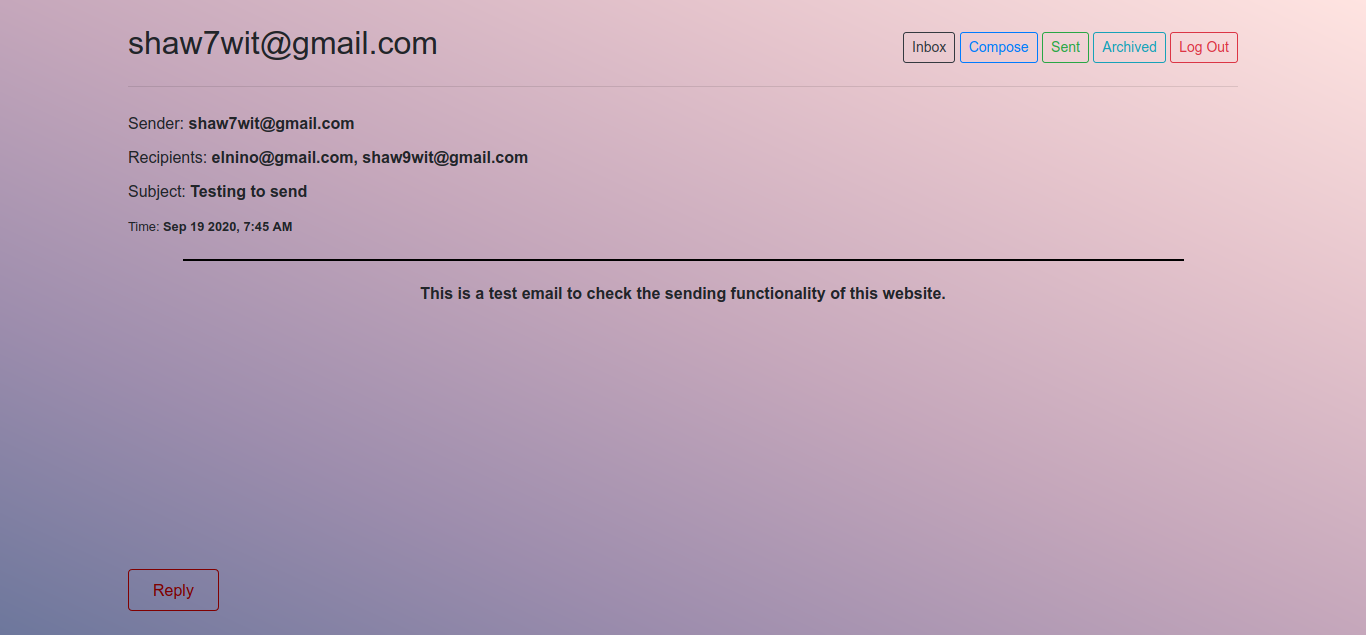 shaw7wit@gmail.com
Inbox Compose Sent Archived Log Out
Sender: shaw7wit@gmail.com
Recipients: elnino@gmail.com, shaw9wit@gmail.com
Subject: Testing to send
Time: Sep 19 2020, 7:45 AM
This is a test email to check the sending functionality of this website.
Reply